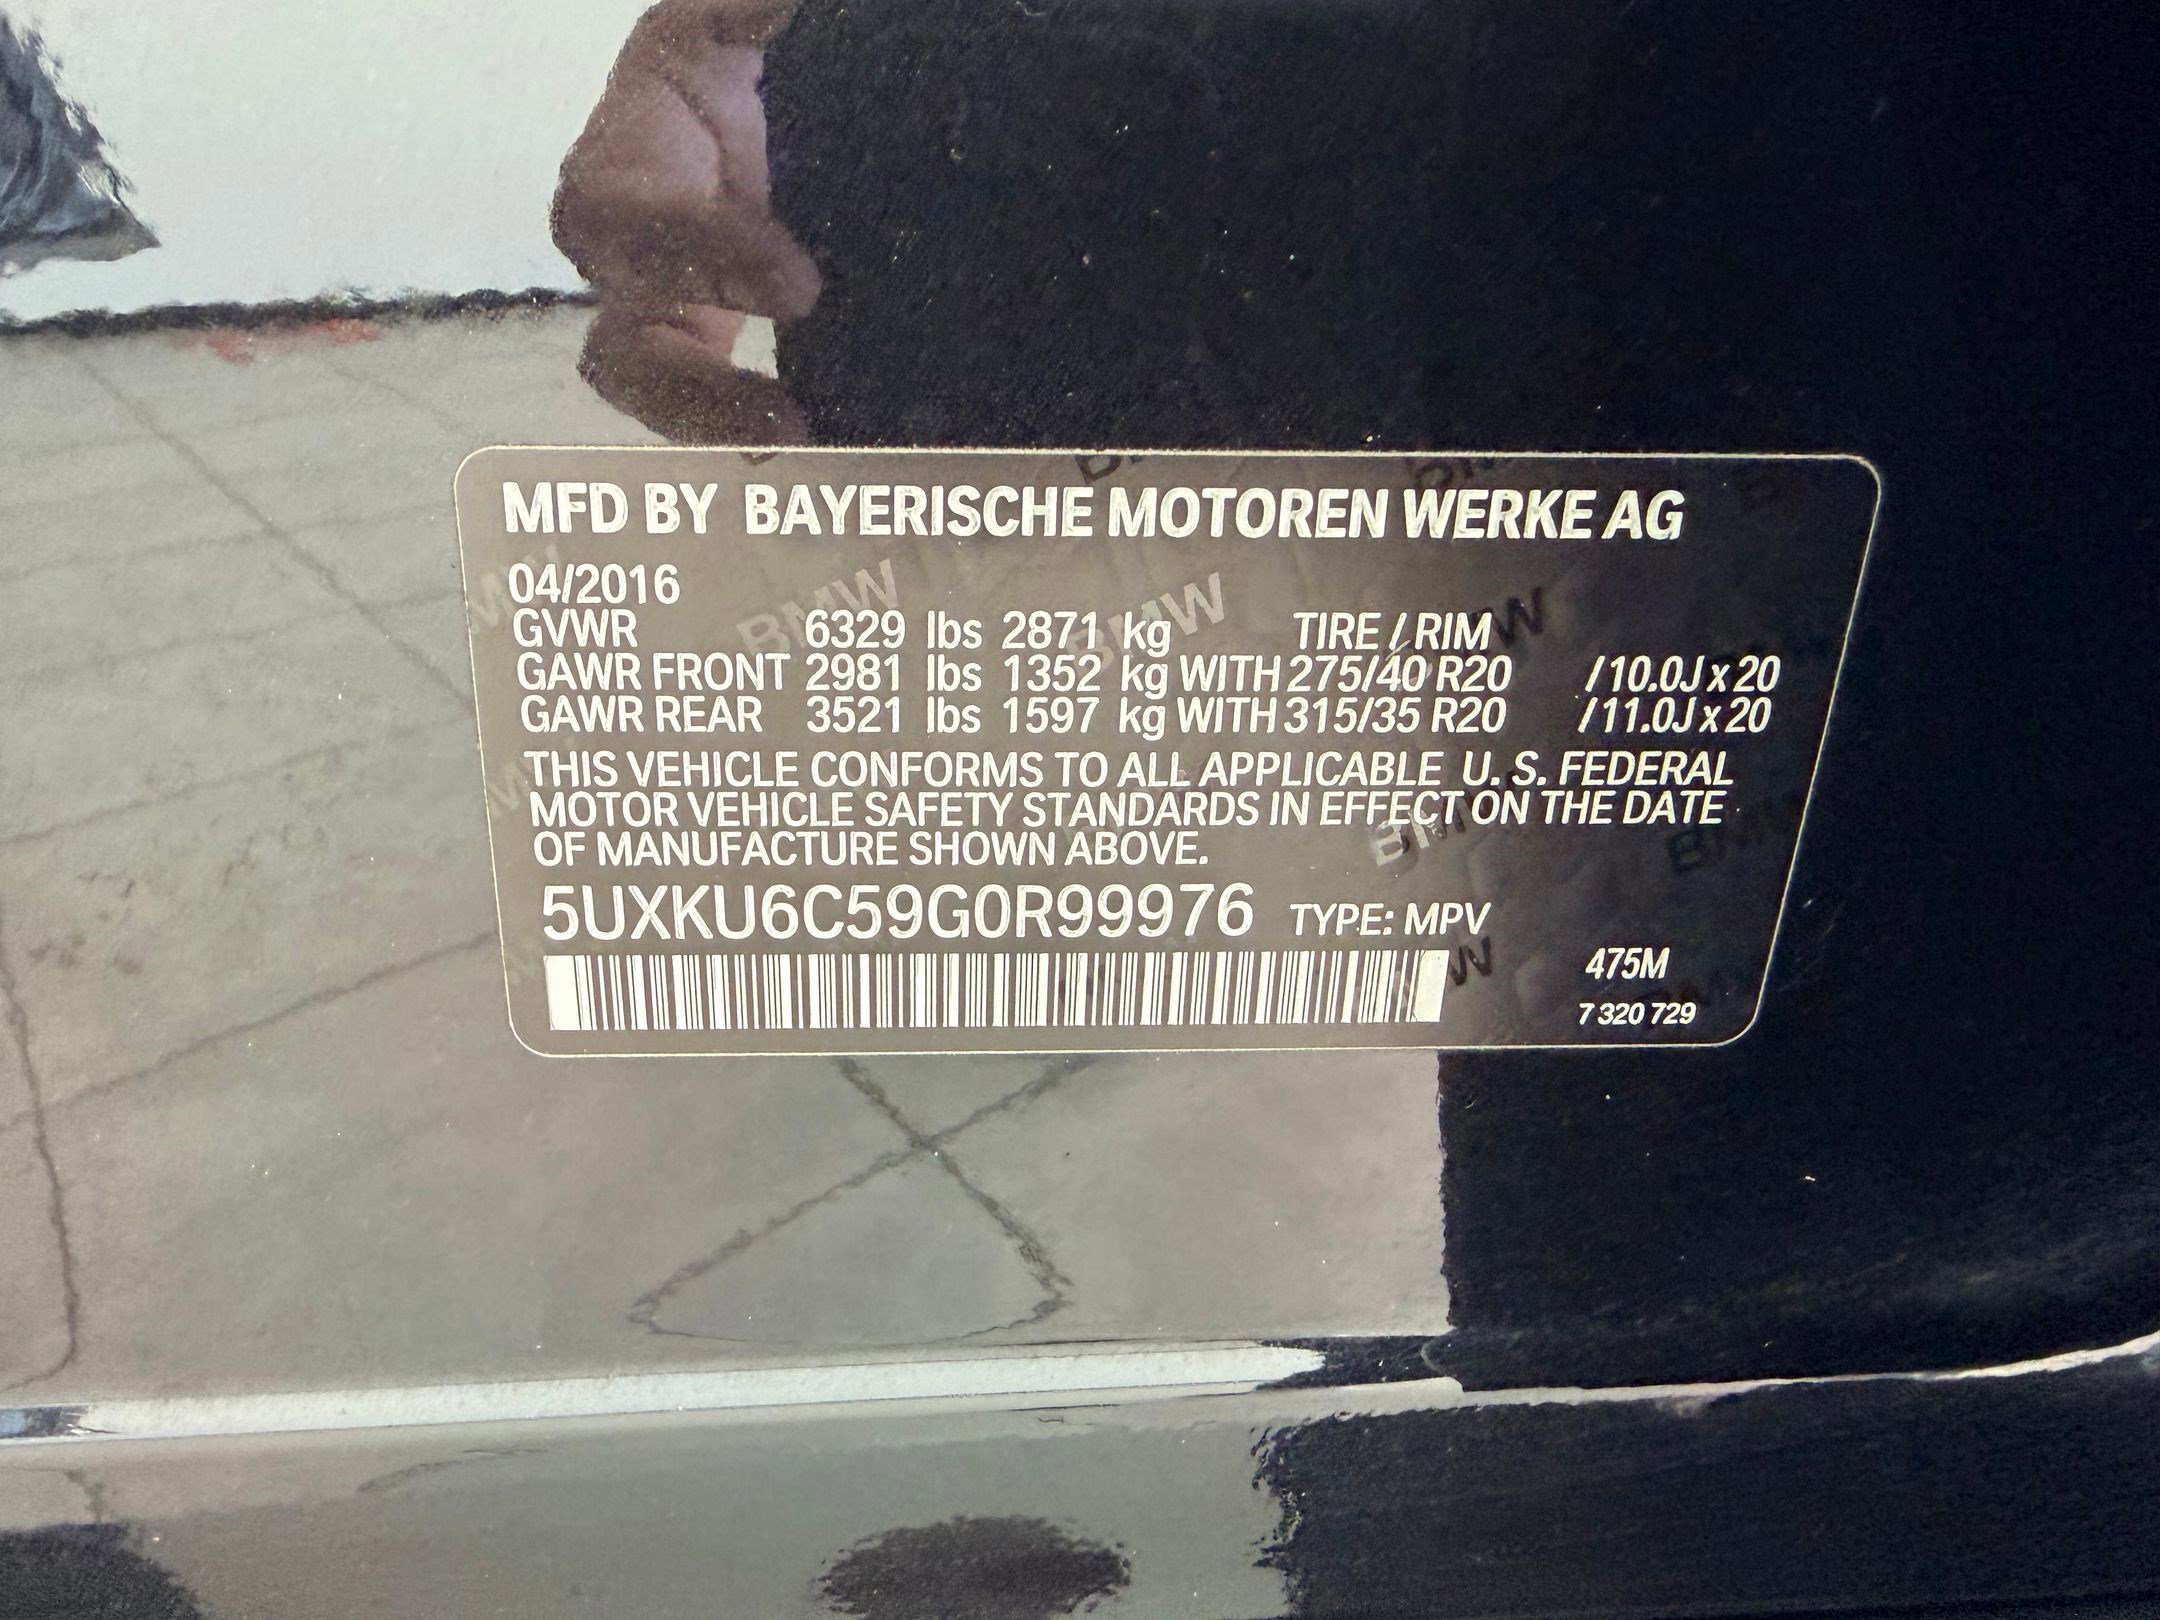 MFD BY BAYERISCHE MOTOREN WERKE AG
04/2016
GVWR 6329 lbs 2871 kg TIRE / RIM
GAWR FRONT 2981 lbs 1352 kg WITH 275/40 R20 / 10.0J x 20
GAWR REAR 3521 lbs 1597 kg WITH 315/35 R20 / 11.0J x 20
THIS VEHICLE CONFORMS TO ALL APPLICABLE U. S. FEDERAL
MOTOR VEHICLE SAFETY STANDARDS IN EFFECT ON THE DATE
OF MANUFACTURE SHOWN ABOVE.
5UXKU6C59G0R99976 TYPE: MPV
475M
7 320 729